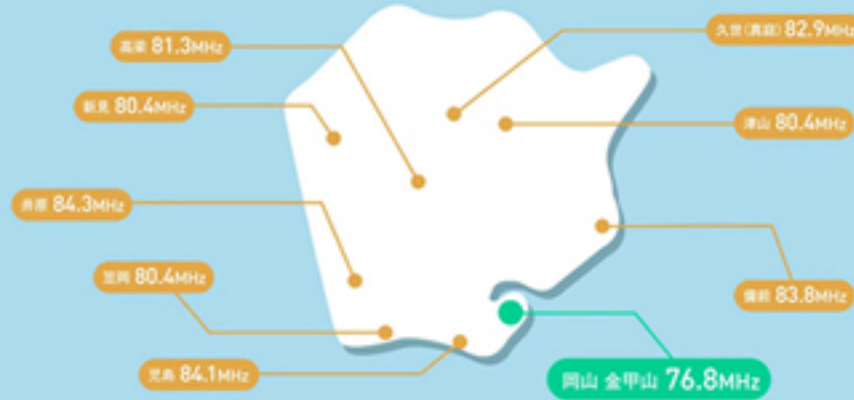 高梁 81.3MHz
久世(真庭) 82.9MHz
新見 80.4MHz
津山 80.4MHz
井原 84.3MHz
笠岡 80.4MHz
備前 83.8MHz
児島 84.1MHz
岡山 金甲山 76.8MHz